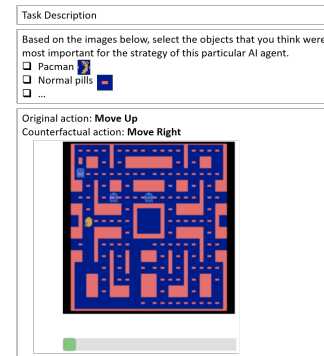 Task Description
Based on the images below, select the objects that you think were
most important for the strategy of this particular AI agent.
Pacman
Normal pills
...
Original action: Move Up
Counterfactual action: Move Right